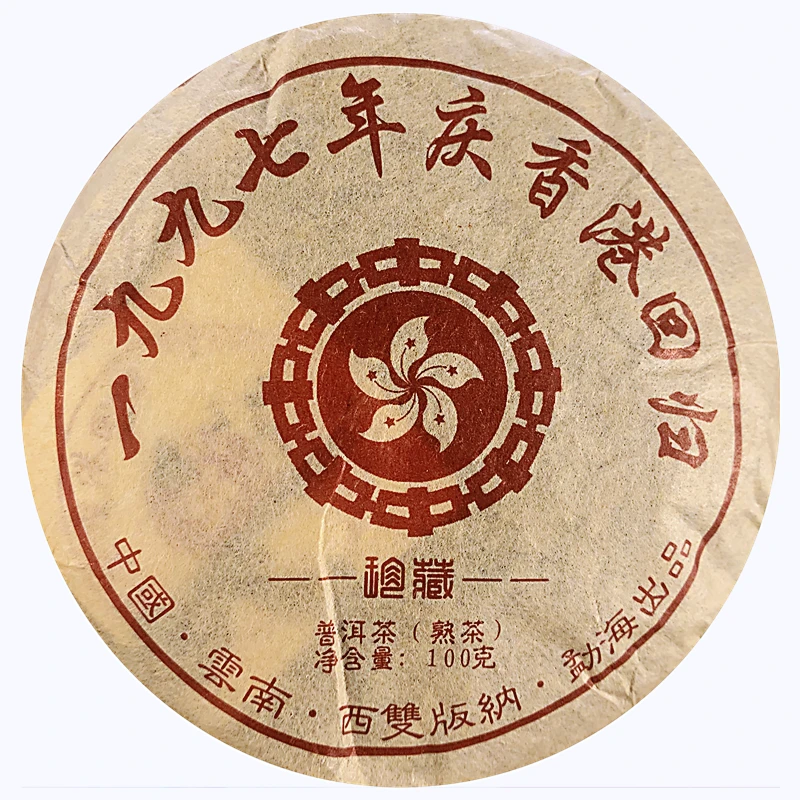 一九九七年庆香港回归
珍藏
普洱茶（熟茶）
净含量：100克
中國·雲南·西雙版納·勐海出品